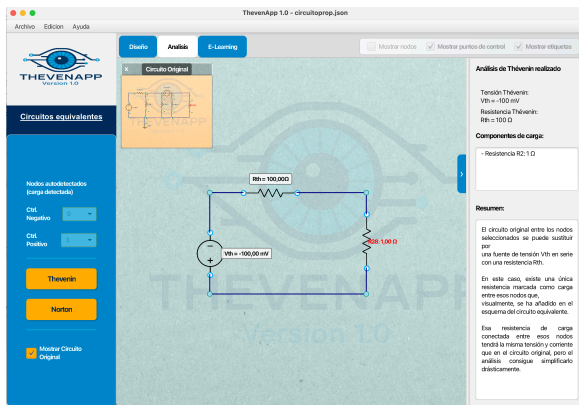 ThevenApp 1.0 - circuitoprop.json
Archivo Edicion Ayuda
THEVENAPP
Version 1.0
Diseño Analisis E-Learning
Mostrar nodos Mostrar puntos de control Mostrar etiquetas
Circuitos equivalentes
Nodos autodetectados
(carga detectada)
Ctrl.
Negativo
Ctrl.
Positivo
Thevenin
Norton
Mostrar Circuito
Original
x Circuito Original
THEVENAPP
Rth = 100,00Ω
Vth = -100,00 mV
R28: 1,00 Ω
THEVENAPP
Version 1.0
Análisis de Thévenin realizado
Tensión Thévenin:
Vth = -100 mV
Resistencia Thévenin:
Rth = 100 Ω
Componentes de carga:
- Resistencia R2: 1 Ω
Resumen:
El circuito original entre los nodos
seleccionados se puede sustituir
por
una fuente de tensión Vth en serie
con una resistencia Rth.
En este caso, existe una única
resistencia marcada como carga
entre esos nodos que,
visualmente, se ha añadido en el
esquema del circuito equivalente.
Esa resistencia de carga
conectada entre esos nodos
tendrá la misma tensión y corriente
que en el circuito original, pero el
análisis consigue simplificarlo
drásticamente.